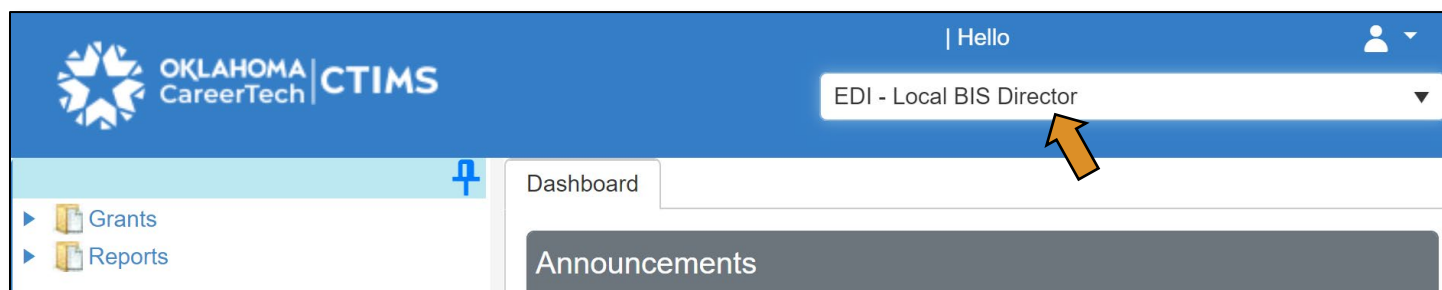 | Hello
OKLAHOMA
CareerTech
CTIMS
EDI - Local BIS Director
Dashboard
Grants
Reports
Announcements